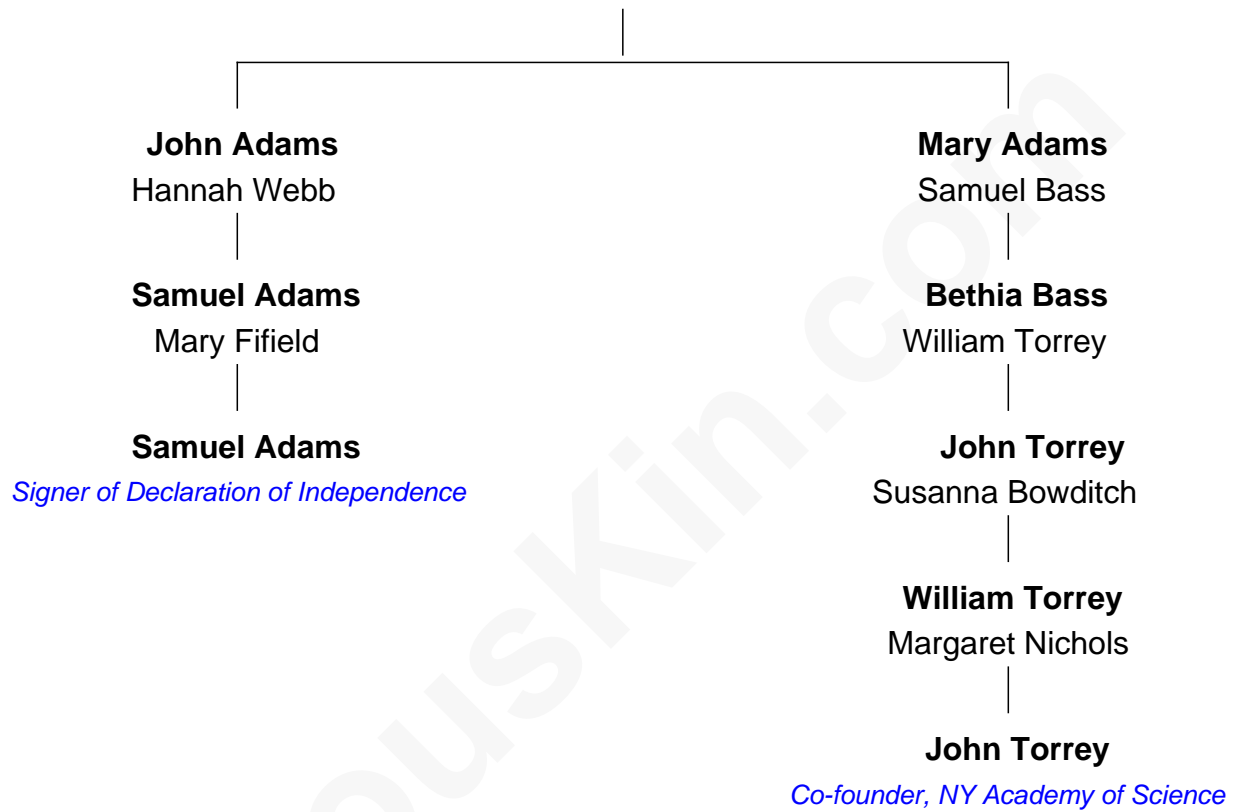 John Adams
Hannah Webb
Samuel Adams
Mary Fifield
Samuel Adams
Signer of Declaration of Independence
Mary Adams
Samuel Bass
Bethia Bass
William Torrey
John Torrey
Susanna Bowditch
William Torrey
Margaret Nichols
John Torrey
Co-founder, NY Academy of Science
ousKin.com